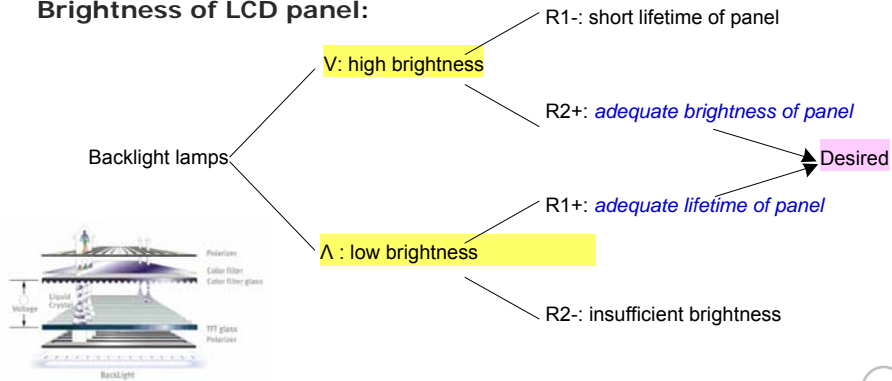 Brightness of LCD panel:
R1-: short lifetime of panel
V: high brightness
R2+: adequate brightness of panel
Backlight lamps
Desired
R1+: adequate lifetime of panel
Λ : low brightness
R2-: insufficient brightness
Polarizer
Color filter
Color filter glass
Liquid
Crystal
Voltage
TFT glass
Polarizer
BackLight